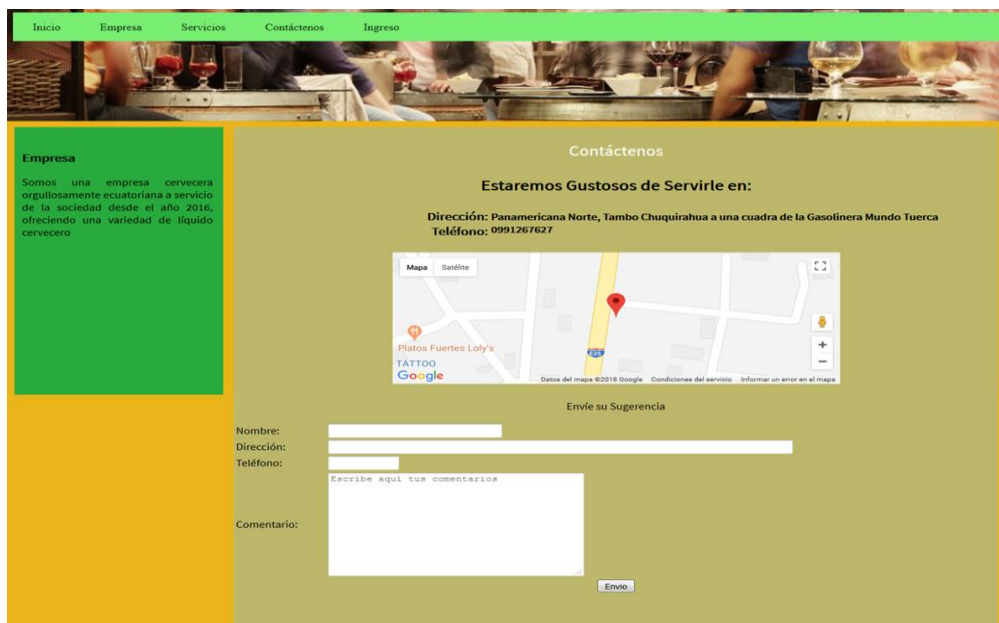 Inicio Empresa Servicios Contáctenos Ingreso
Empresa
Somos una empresa cervecera
orgullosamente ecuatoriana a servicio
de la sociedad desde el año 2016,
ofreciendo una variedad de líquido
cervecero
Contáctenos
Estaremos Gustosos de Servirle en:
Dirección: Panamericana Norte, Tambo Chuquirahua a una cuadra de la Gasolinera Mundo Tuerca
Teléfono: 0991267627
Mapa Satélite
Platos Fuertes Loly's
TATTOO
E35
Google
Datos del mapa ©2018 Google Condiciones del servicio Informar un error en el mapa
Envíe su Sugerencia
Nombre:
Dirección:
Teléfono:
Escribe aquí tus comentarios
Comentario:
Envio